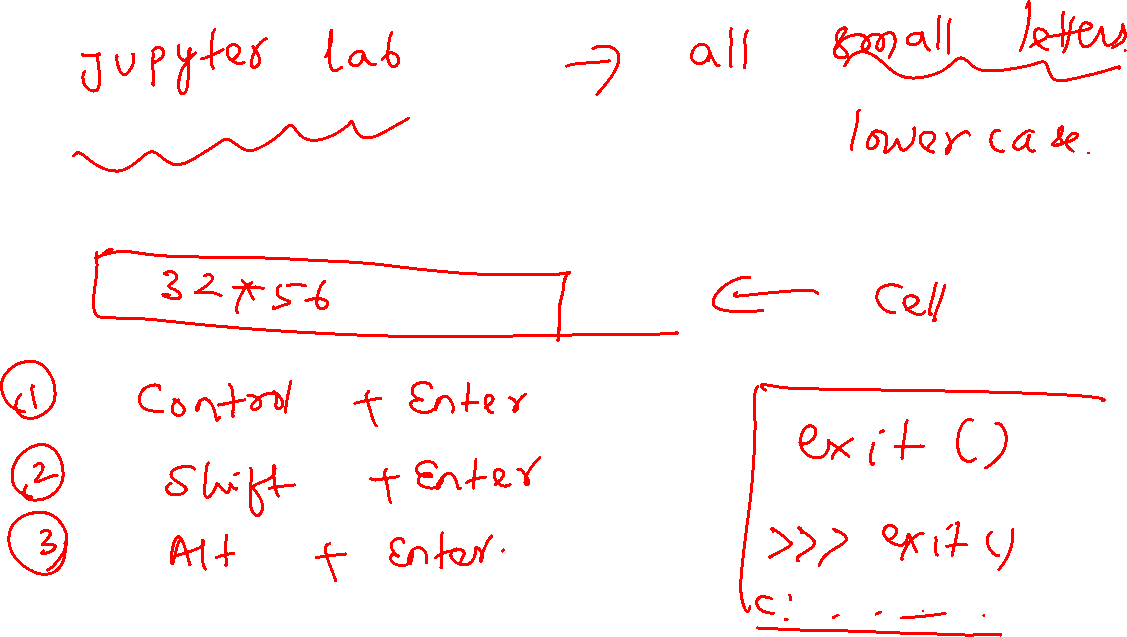 jupyter lab → all small letters.
lower case.
32*56 ← Cell
1 Control + Enter
2 Shift + Enter
3 Alt + Enter.
exit ()
>>> exit ()
C: . . _ .